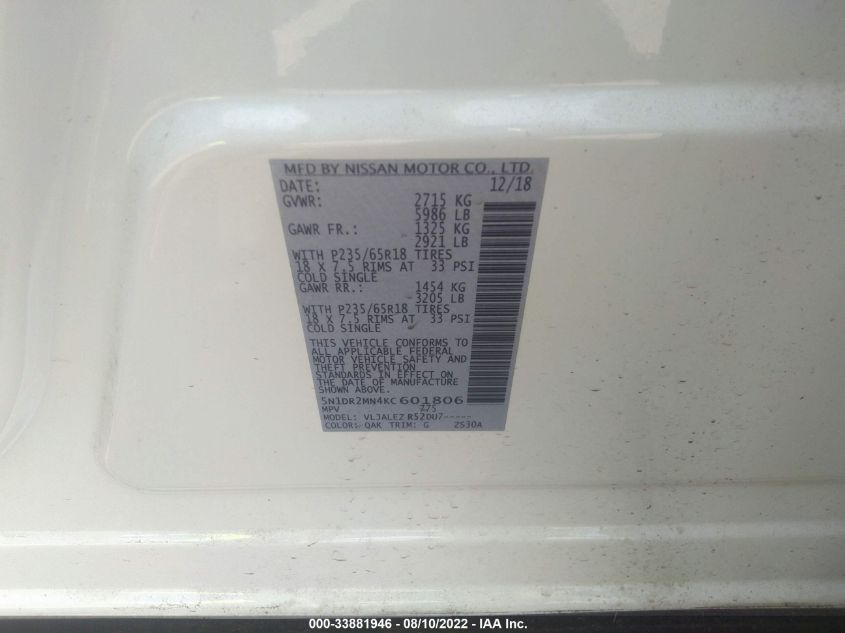 MFD BY NISSAN MOTOR CO., LTD.
DATE: 12/18
GVWR: 2715 KG
5986 LB
GAWR FR.: 1325 KG
2921 LB
WITH P235/65R18 TIRES
18 X 7.5 RIMS AT 33 PSI
COLD SINGLE
GAWR RR.: 1454 KG
3205 LB
WITH P235/65R18 TIRES
18 X 7.5 RIMS AT 33 PSI
COLD SINGLE
THIS VEHICLE CONFORMS TO
ALL APPLICABLE FEDERAL
MOTOR VEHICLE SAFETY AND
THEFT PREVENTION
STANDARDS IN EFFECT ON
THE DATE OF MANUFACTURE
SHOWN ABOVE.
5N1DR2MN4KC601806
MPV 275
MODEL: VLJALEZ R520U7-----
COLOR: QAK TRIM: G 2S30A
000-33881946 - 08/10/2022 - IAA Inc.